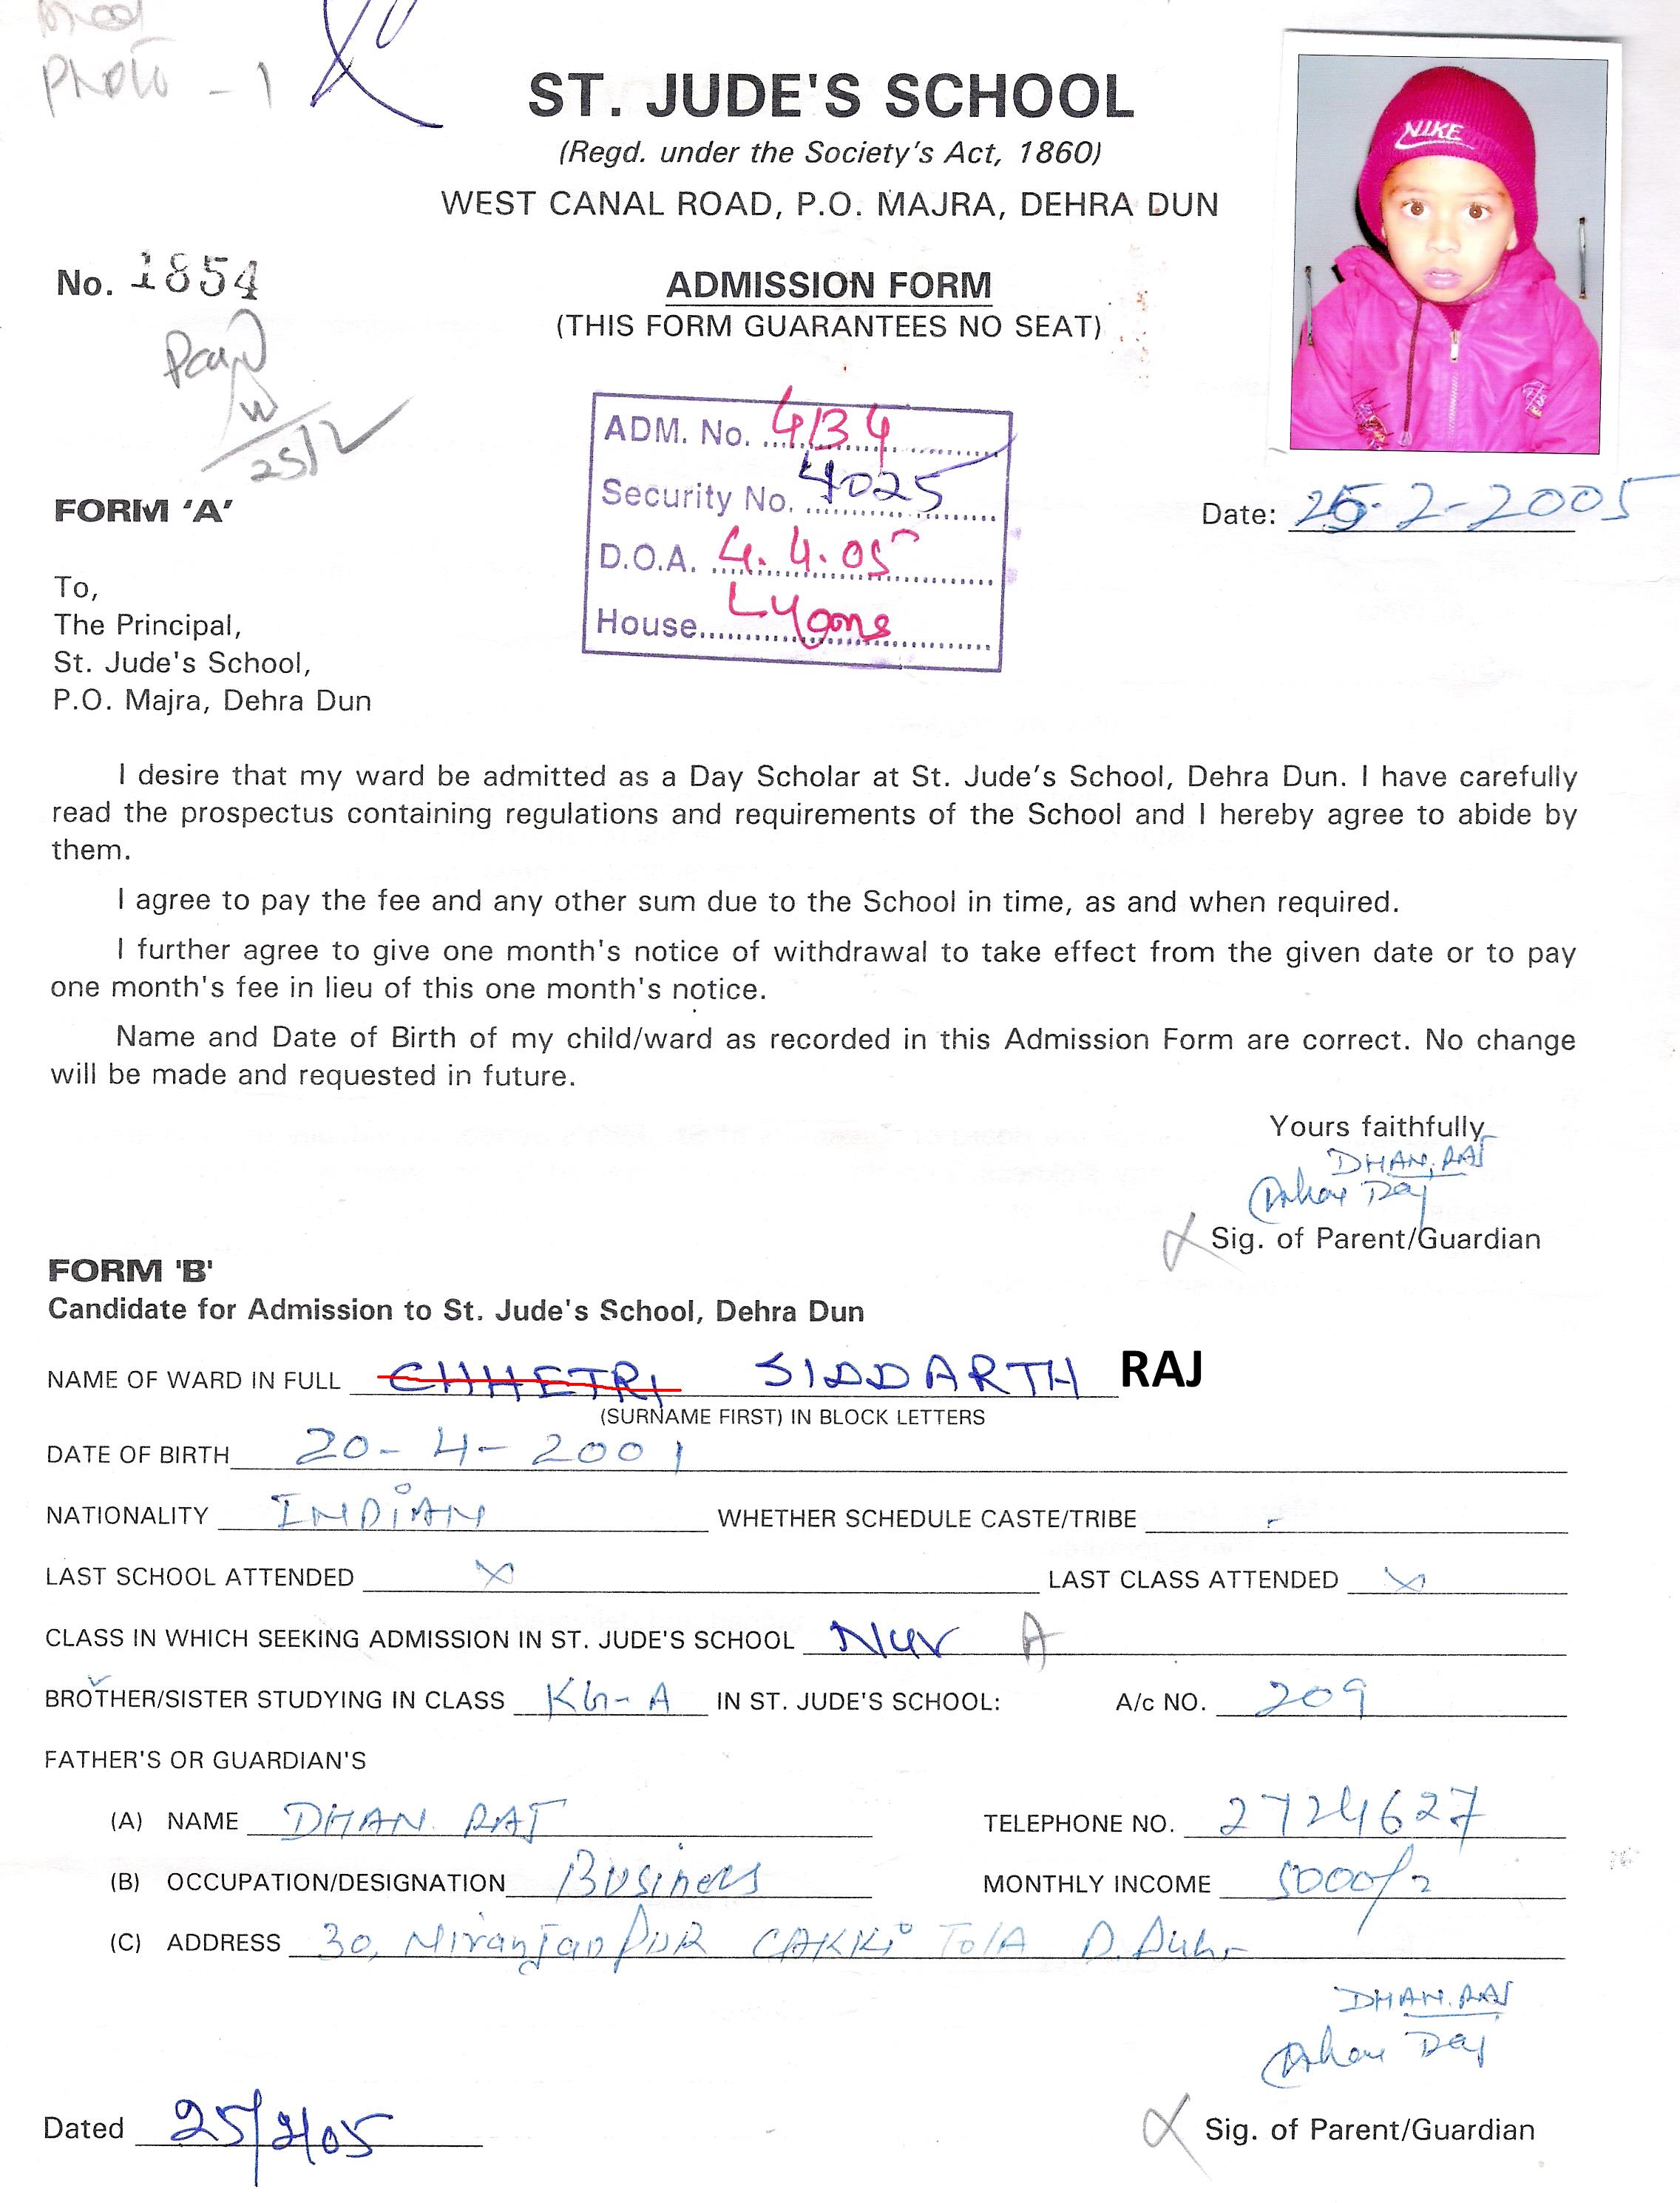 Photo - 1
ST. JUDE'S SCHOOL
(Regd. under the Society's Act, 1860)
WEST CANAL ROAD, P.O. MAJRA, DEHRA DUN
NIKE
No. 1854
ADMISSION FORM
(THIS FORM GUARANTEES NO SEAT)
Paid
25/2
ADM. No. 4134
Security No. 4025
D.O.A. 4.4.05
House Lyons
FORM 'A'
Date: 25-2-2005
To,
The Principal,
St. Jude's School,
P.O. Majra, Dehra Dun
I desire that my ward be admitted as a Day Scholar at St. Jude's School, Dehra Dun. I have carefully
read the prospectus containing regulations and requirements of the School and I hereby agree to abide by
them.
I agree to pay the fee and any other sum due to the School in time, as and when required.
I further agree to give one month's notice of withdrawal to take effect from the given date or to pay
one month's fee in lieu of this one month's notice.
Name and Date of Birth of my child/ward as recorded in this Admission Form are correct. No change
will be made and requested in future.
Yours faithfully
DHAN. RAJ
Sig. of Parent/Guardian
FORM 'B'
Candidate for Admission to St. Jude's School, Dehra Dun
NAME OF WARD IN FULL CHHETRI SIDDARTH RAJ
(SURNAME FIRST) IN BLOCK LETTERS
DATE OF BIRTH 20-4-2001
NATIONALITY INDIAN WHETHER SCHEDULE CASTE/TRIBE -
LAST SCHOOL ATTENDED X LAST CLASS ATTENDED X
CLASS IN WHICH SEEKING ADMISSION IN ST. JUDE'S SCHOOL Nur A
BROTHER/SISTER STUDYING IN CLASS KG-A IN ST. JUDE'S SCHOOL: A/c NO. 209
FATHER'S OR GUARDIAN'S
(A) NAME DHAN. RAJ TELEPHONE NO. 2724627
(B) OCCUPATION/DESIGNATION Business MONTHLY INCOME 5000/=
(C) ADDRESS 30, Niranjanpur CAKKi TolA D. Duhn
DHAN. RAJ
Dated 25/2/05
Sig. of Parent/Guardian